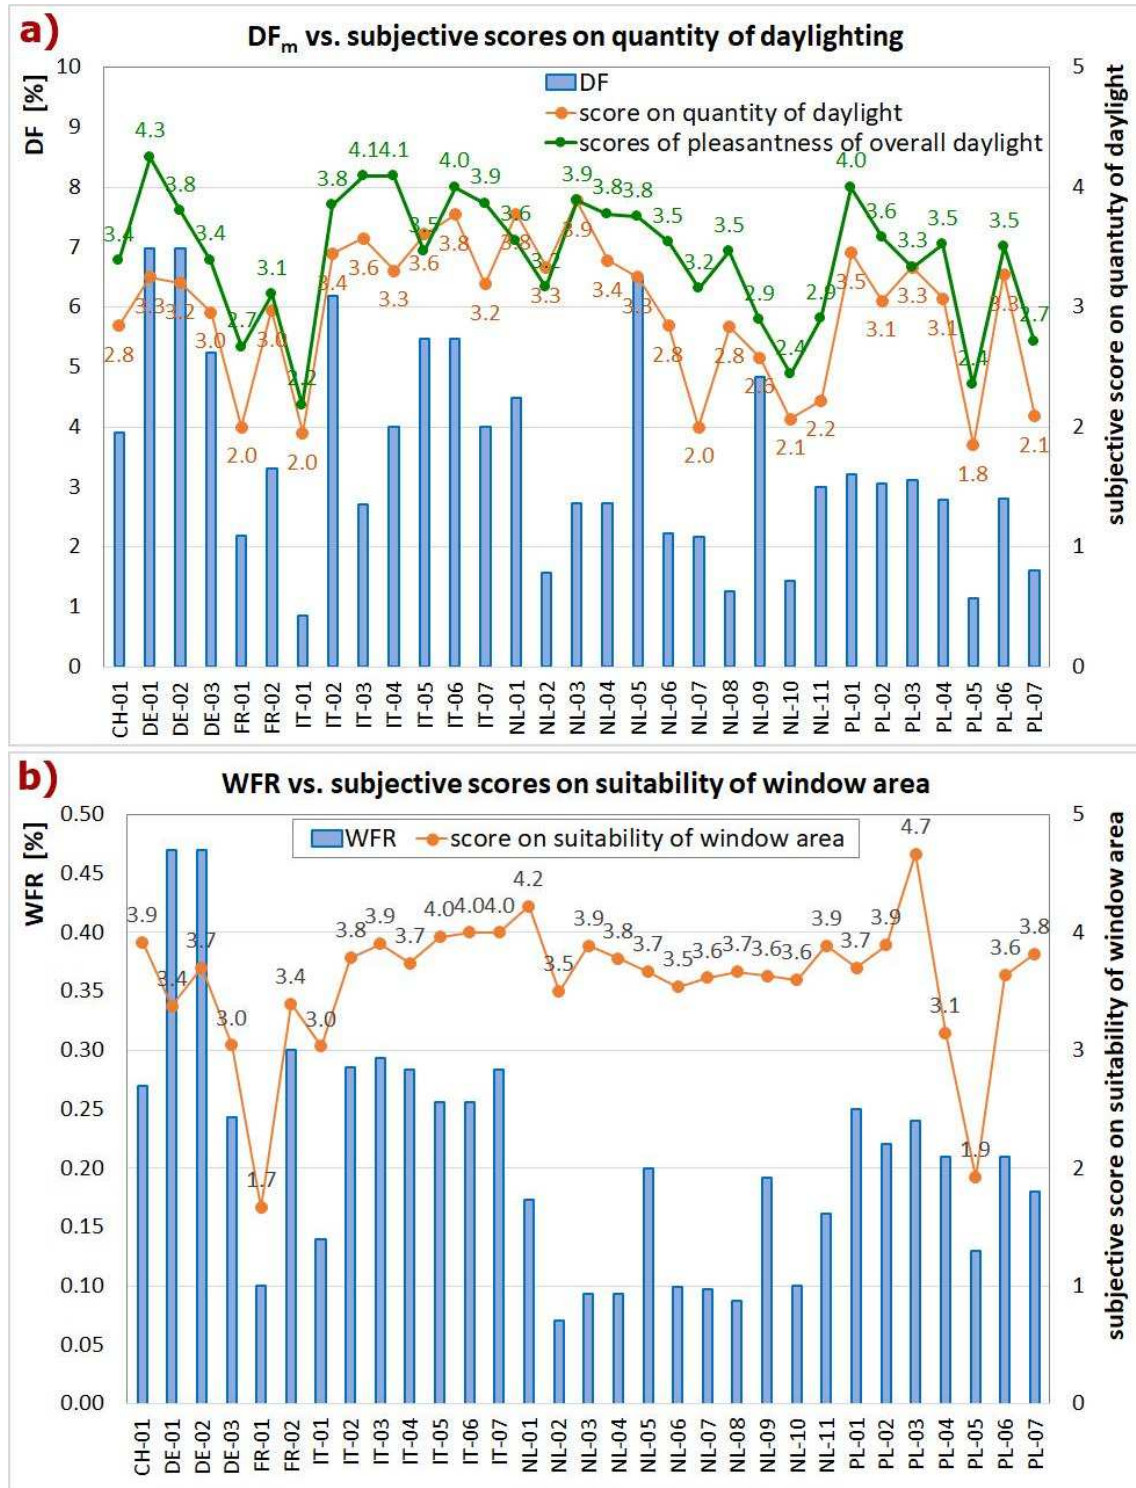 a)
DFm vs. subjective scores on quantity of daylighting
DF [%]
subjective score on quantuty of daylight
DF
score on quantity of daylight
scores of pleasantness of overall daylight
10
9
8
7
6
5
4
3
2
1
0
5
4
3
2
1
0
3.4 4.3 3.8 3.4 2.7 3.1 2.2 3.8 4.1 4.1 3.5 4.0 3.9 3.6 3.2 3.9 3.8 3.8 3.5 3.2 3.5 2.9 2.4 2.9 4.0 3.6 3.3 3.5 2.4 3.5 2.7
2.8 3.3 3.2 3.0 2.0 3.0 2.0 3.4 3.6 3.3 3.6 3.8 3.2 3.8 3.3 3.9 3.4 3.3 2.8 2.0 2.8 2.6 2.1 2.2 3.5 3.1 3.3 3.1 1.8 3.3 2.1
CH-01 DE-01 DE-02 DE-03 FR-01 FR-02 IT-01 IT-02 IT-03 IT-04 IT-05 IT-06 IT-07 NL-01 NL-02 NL-03 NL-04 NL-05 NL-06 NL-07 NL-08 NL-09 NL-10 NL-11 PL-01 PL-02 PL-03 PL-04 PL-05 PL-06 PL-07
b)
WFR vs. subjective scores on suitability of window area
WFR [%]
subjective score on suitability of window area
WFR score on suitability of window area
0.50
0.45
0.40
0.35
0.30
0.25
0.20
0.15
0.10
0.05
0.00
5
4
3
2
1
0
3.9 3.4 3.7 3.0 1.7 3.4 3.0 3.8 3.9 3.7 4.0 4.0 4.0 4.2 3.5 3.9 3.8 3.7 3.5 3.6 3.7 3.6 3.6 3.9 3.7 3.9 4.7 3.1 1.9 3.6 3.8
CH-01 DE-01 DE-02 DE-03 FR-01 FR-02 IT-01 IT-02 IT-03 IT-04 IT-05 IT-06 IT-07 NL-01 NL-02 NL-03 NL-04 NL-05 NL-06 NL-07 NL-08 NL-09 NL-10 NL-11 PL-01 PL-02 PL-03 PL-04 PL-05 PL-06 PL-07